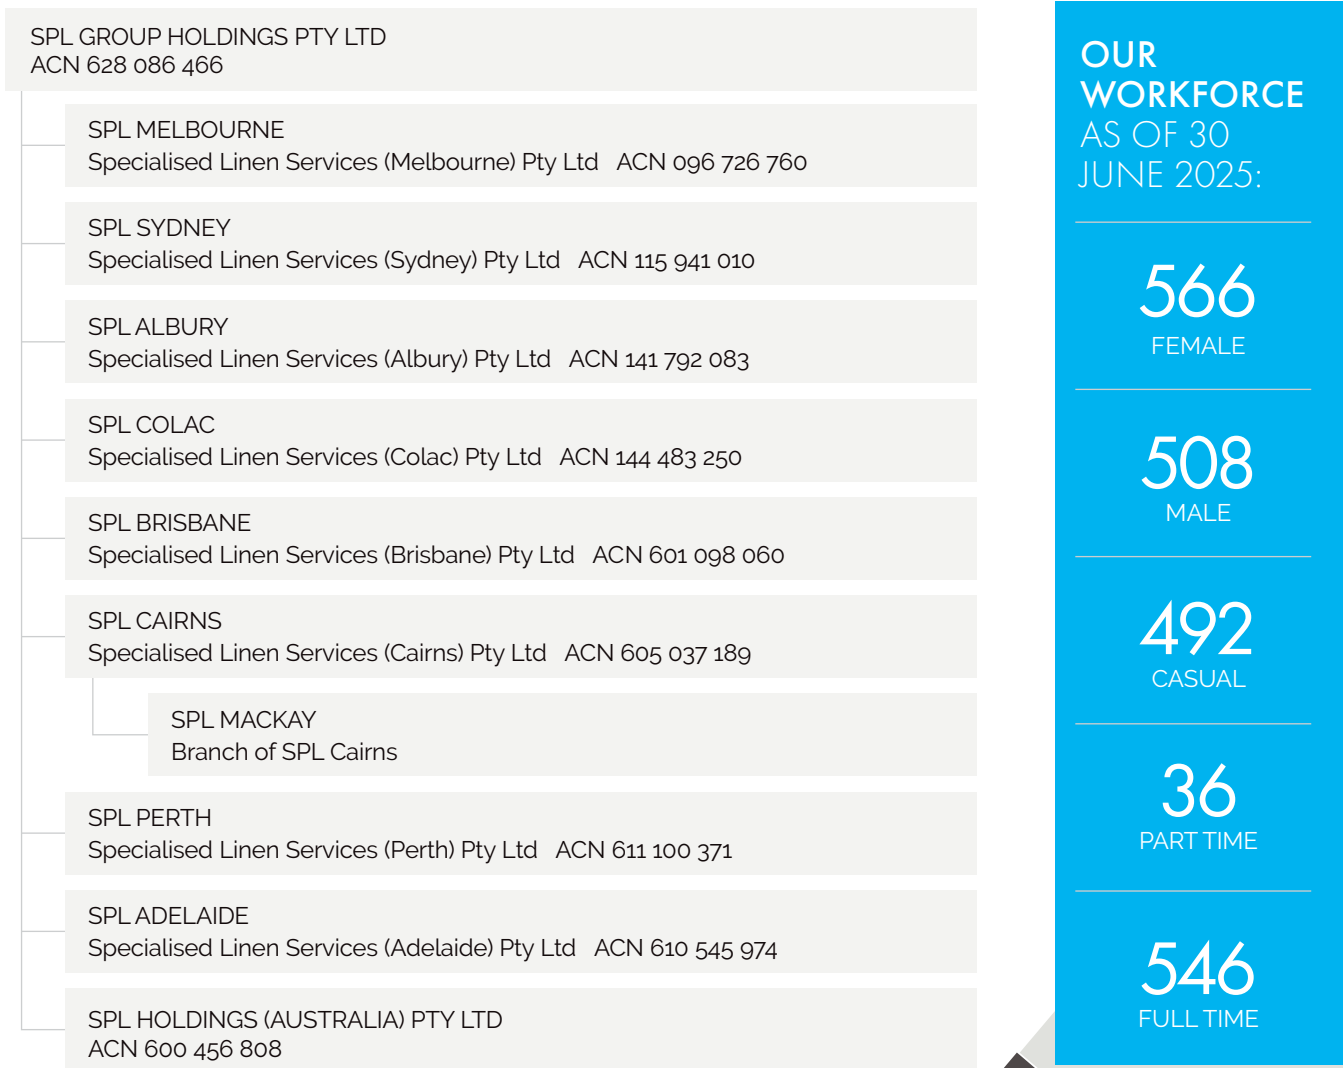 SPL GROUP HOLDINGS PTY LTD
ACN 628 086 466
SPL MELBOURNE
Specialised Linen Services (Melbourne) Pty Ltd ACN 096 726 760
SPL SYDNEY
Specialised Linen Services (Sydney) Pty Ltd ACN 115 941 010
SPL ALBURY
Specialised Linen Services (Albury) Pty Ltd ACN 141 792 083
SPL COLAC
Specialised Linen Services (Colac) Pty Ltd ACN 144 483 250
SPL BRISBANE
Specialised Linen Services (Brisbane) Pty Ltd ACN 601 098 060
SPL CAIRNS
Specialised Linen Services (Cairns) Pty Ltd ACN 605 037 189
SPL MACKAY
Branch of SPL Cairns
SPL PERTH
Specialised Linen Services (Perth) Pty Ltd ACN 611 100 371
SPL ADELAIDE
Specialised Linen Services (Adelaide) Pty Ltd ACN 610 545 974
SPL HOLDINGS (AUSTRALIA) PTY LTD
ACN 600 456 808
OUR
WORKFORCE
AS OF 30
JUNE 2025:
566
FEMALE
508
MALE
492
CASUAL
36
PART TIME
546
FULL TIME